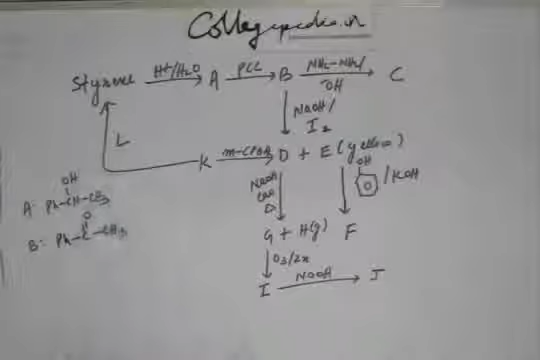 Collegepedia.in
Styrene H+/H2O A PCC B NH2-NH2/ OH C
NaOH/ I2
L
K m-CPBA D + E (yellow)
OH
NaOH CaO Δ
OH /KOH
A: Ph-CH-CH3
O
B: Ph-C-CH3
G + H(g) F
O3/Zn
I NaOH J